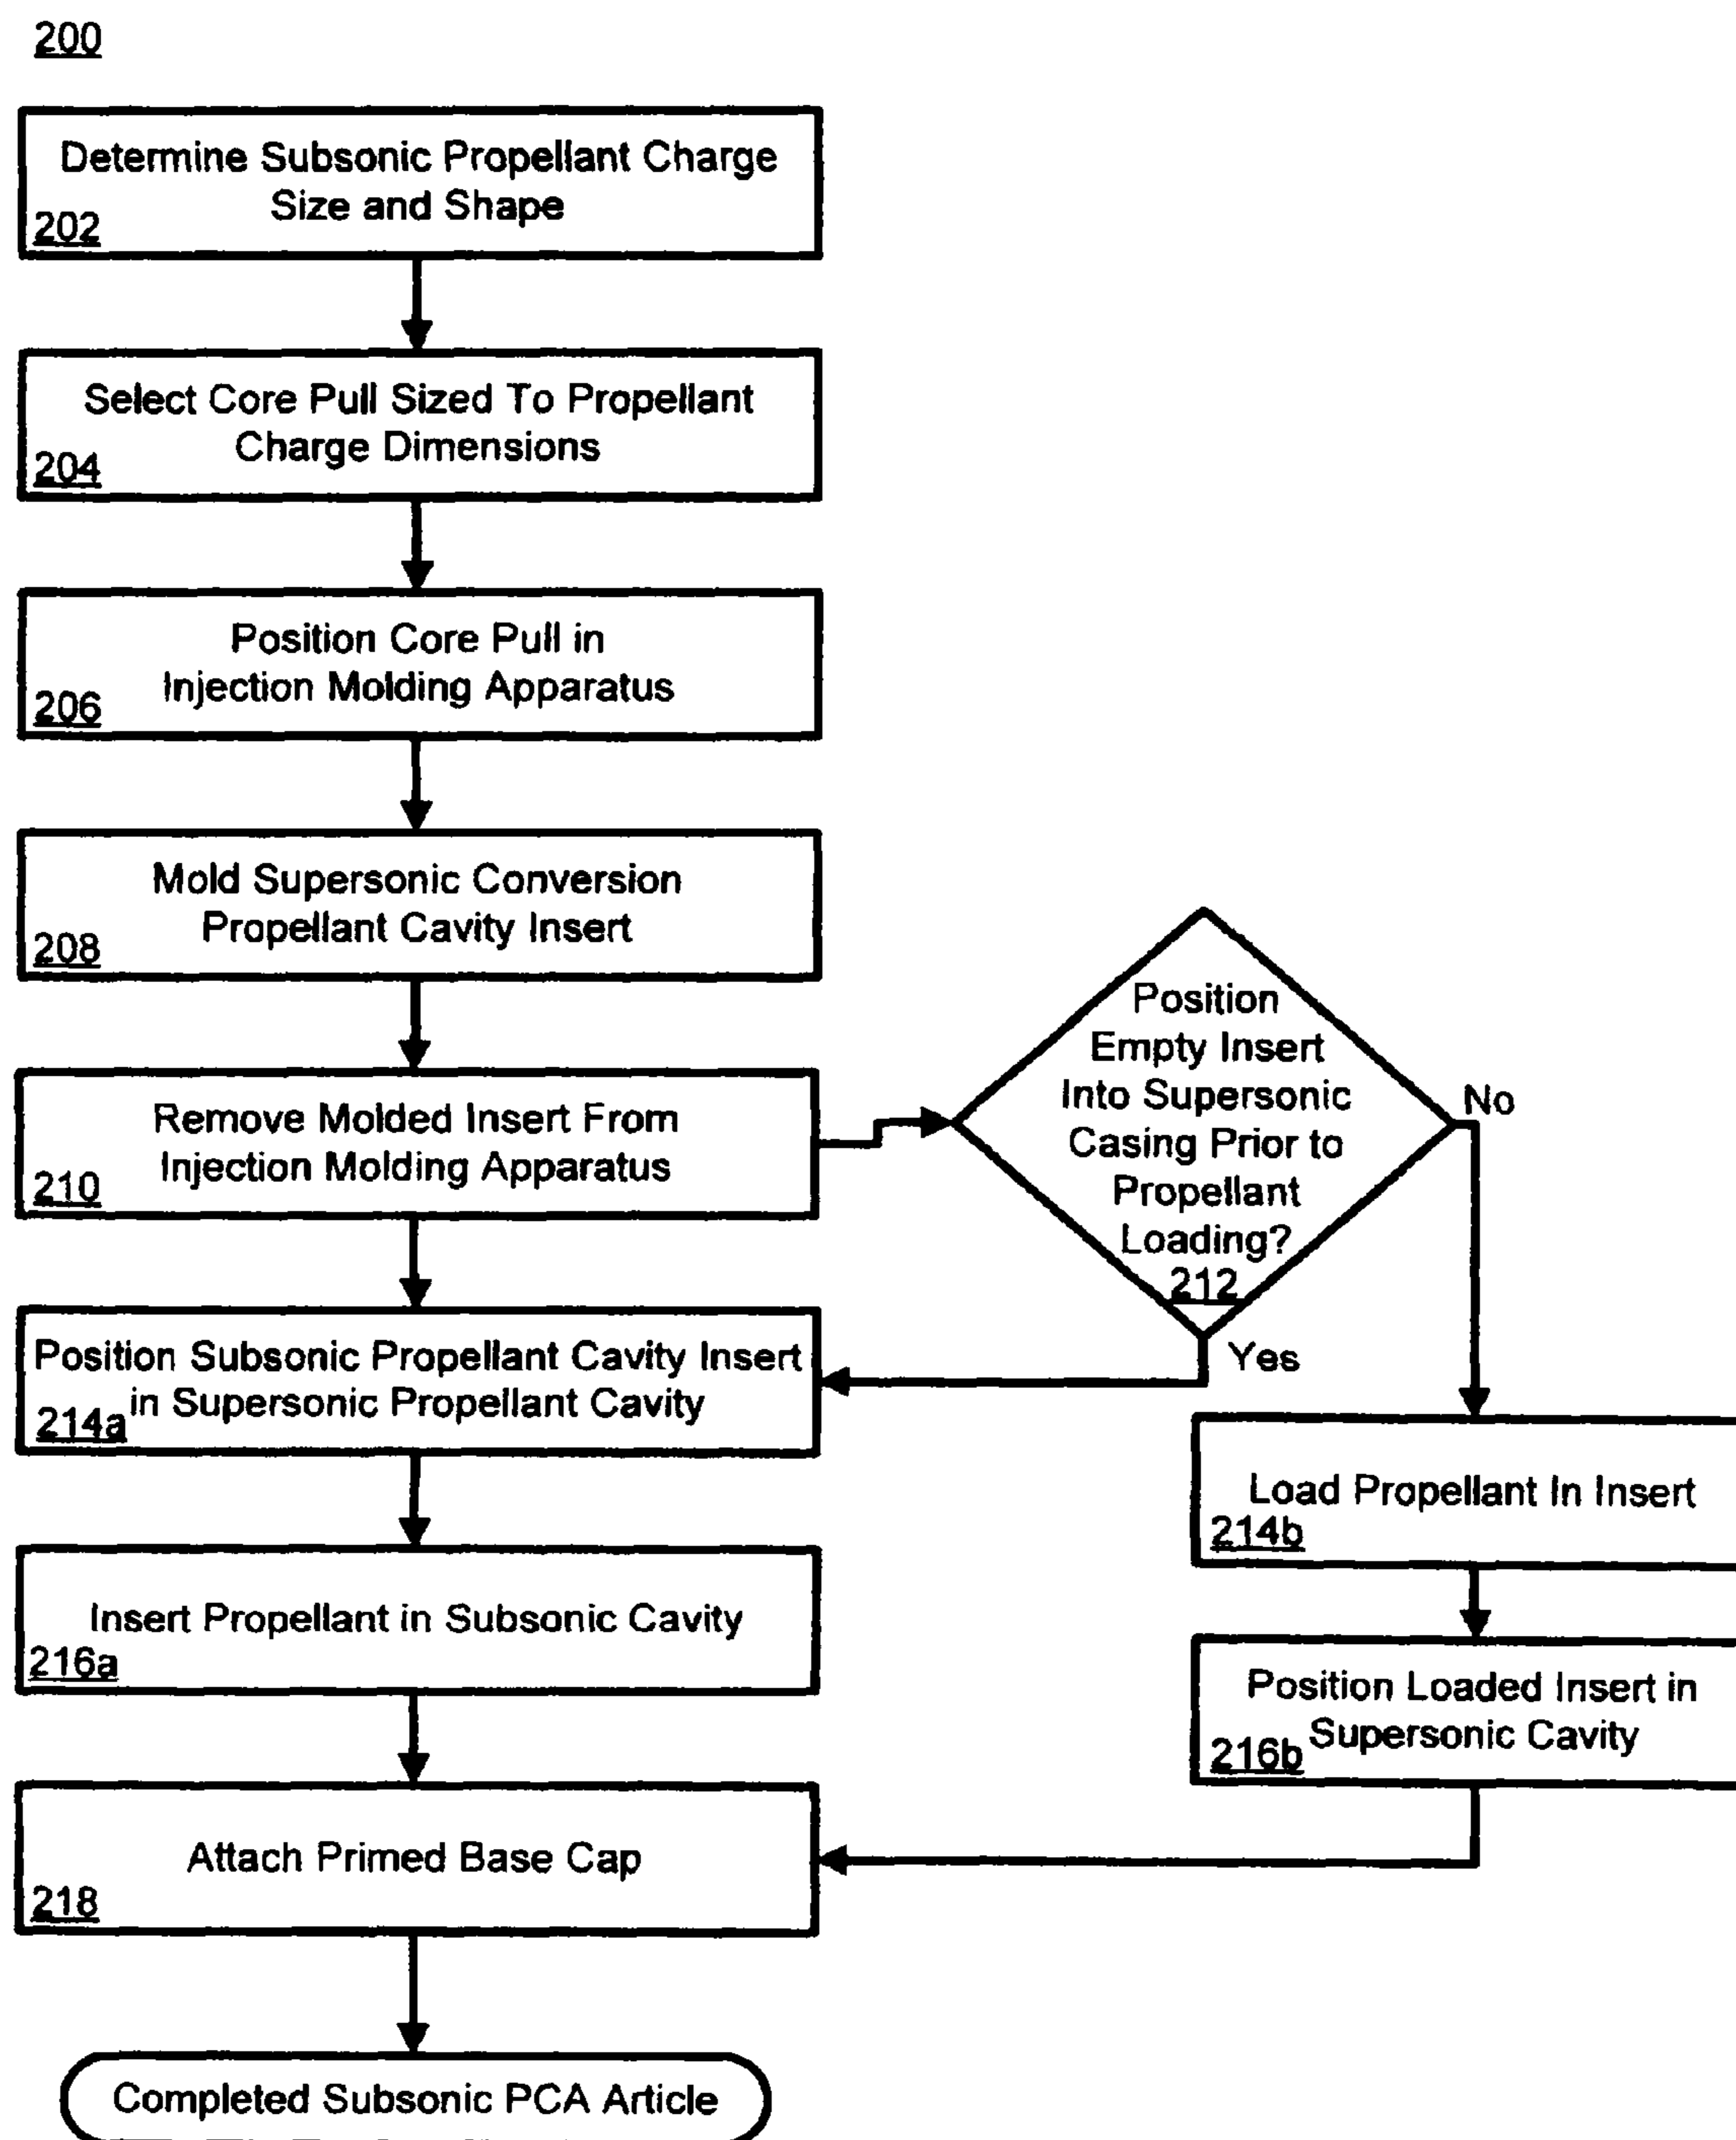 200
Determine Subsonic Propellant Charge
Size and Shape
202
Select Core Pull Sized To Propellant
Charge Dimensions
204
Position Core Pull in
Injection Molding Apparatus
206
Mold Supersonic Conversion
Propellant Cavity Insert
208
Remove Molded Insert From
Injection Molding Apparatus
210
Position
Empty Insert
Into Supersonic
Casing Prior to
Propellant
Loading?
212
No
Yes
Position Subsonic Propellant Cavity Insert
in Supersonic Propellant Cavity
214a
Load Propellant In Insert
214b
Insert Propellant in Subsonic Cavity
216a
Position Loaded Insert in
Supersonic Cavity
216b
Attach Primed Base Cap
218
Completed Subsonic PCA Article